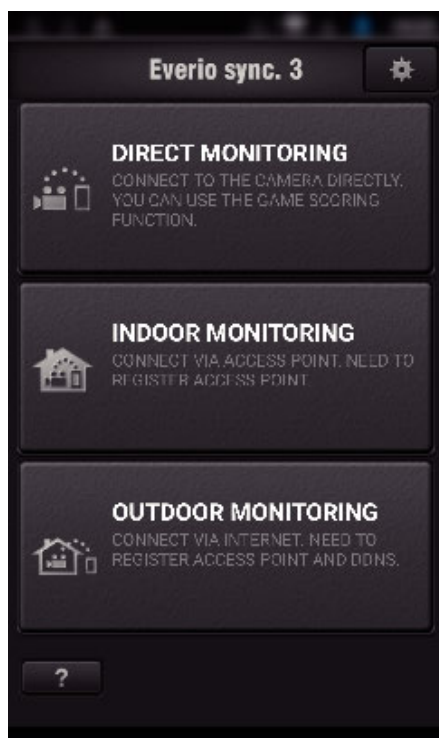 Everio sync. 3
DIRECT MONITORING
CONNECT TO THE CAMERA DIRECTLY.
YOU CAN USE THE GAME SCORING
FUNCTION.
INDOOR MONITORING
CONNECT VIA ACCESS POINT. NEED TO
REGISTER ACCESS POINT.
OUTDOOR MONITORING
CONNECT VIA INTERNET. NEED TO
REGISTER ACCESS POINT AND DDNS.
?